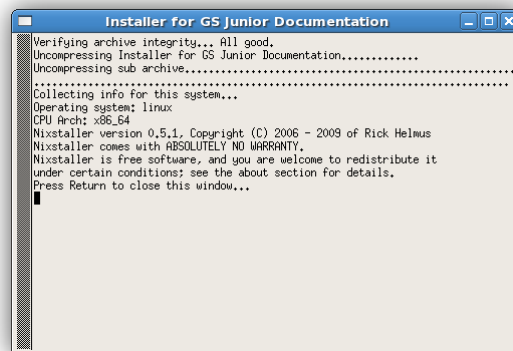 Installer for GS Junior Documentation
Verifying archive integrity... All good.
Uncompressing Installer for GS Junior Documentation.............
Uncompressing sub archive..................................................
........................................................................
Collecting info for this system...
Operating system: linux
CPU Arch: x86_64
Nixstaller version 0.5.1, Copyright (C) 2006 - 2009 of Rick Helmus
Nixstaller comes with ABSOLUTELY NO WARRANTY.
Nixstaller is free software, and you are welcome to redistribute it
under certain conditions; see the about section for details.
Press Return to close this window...